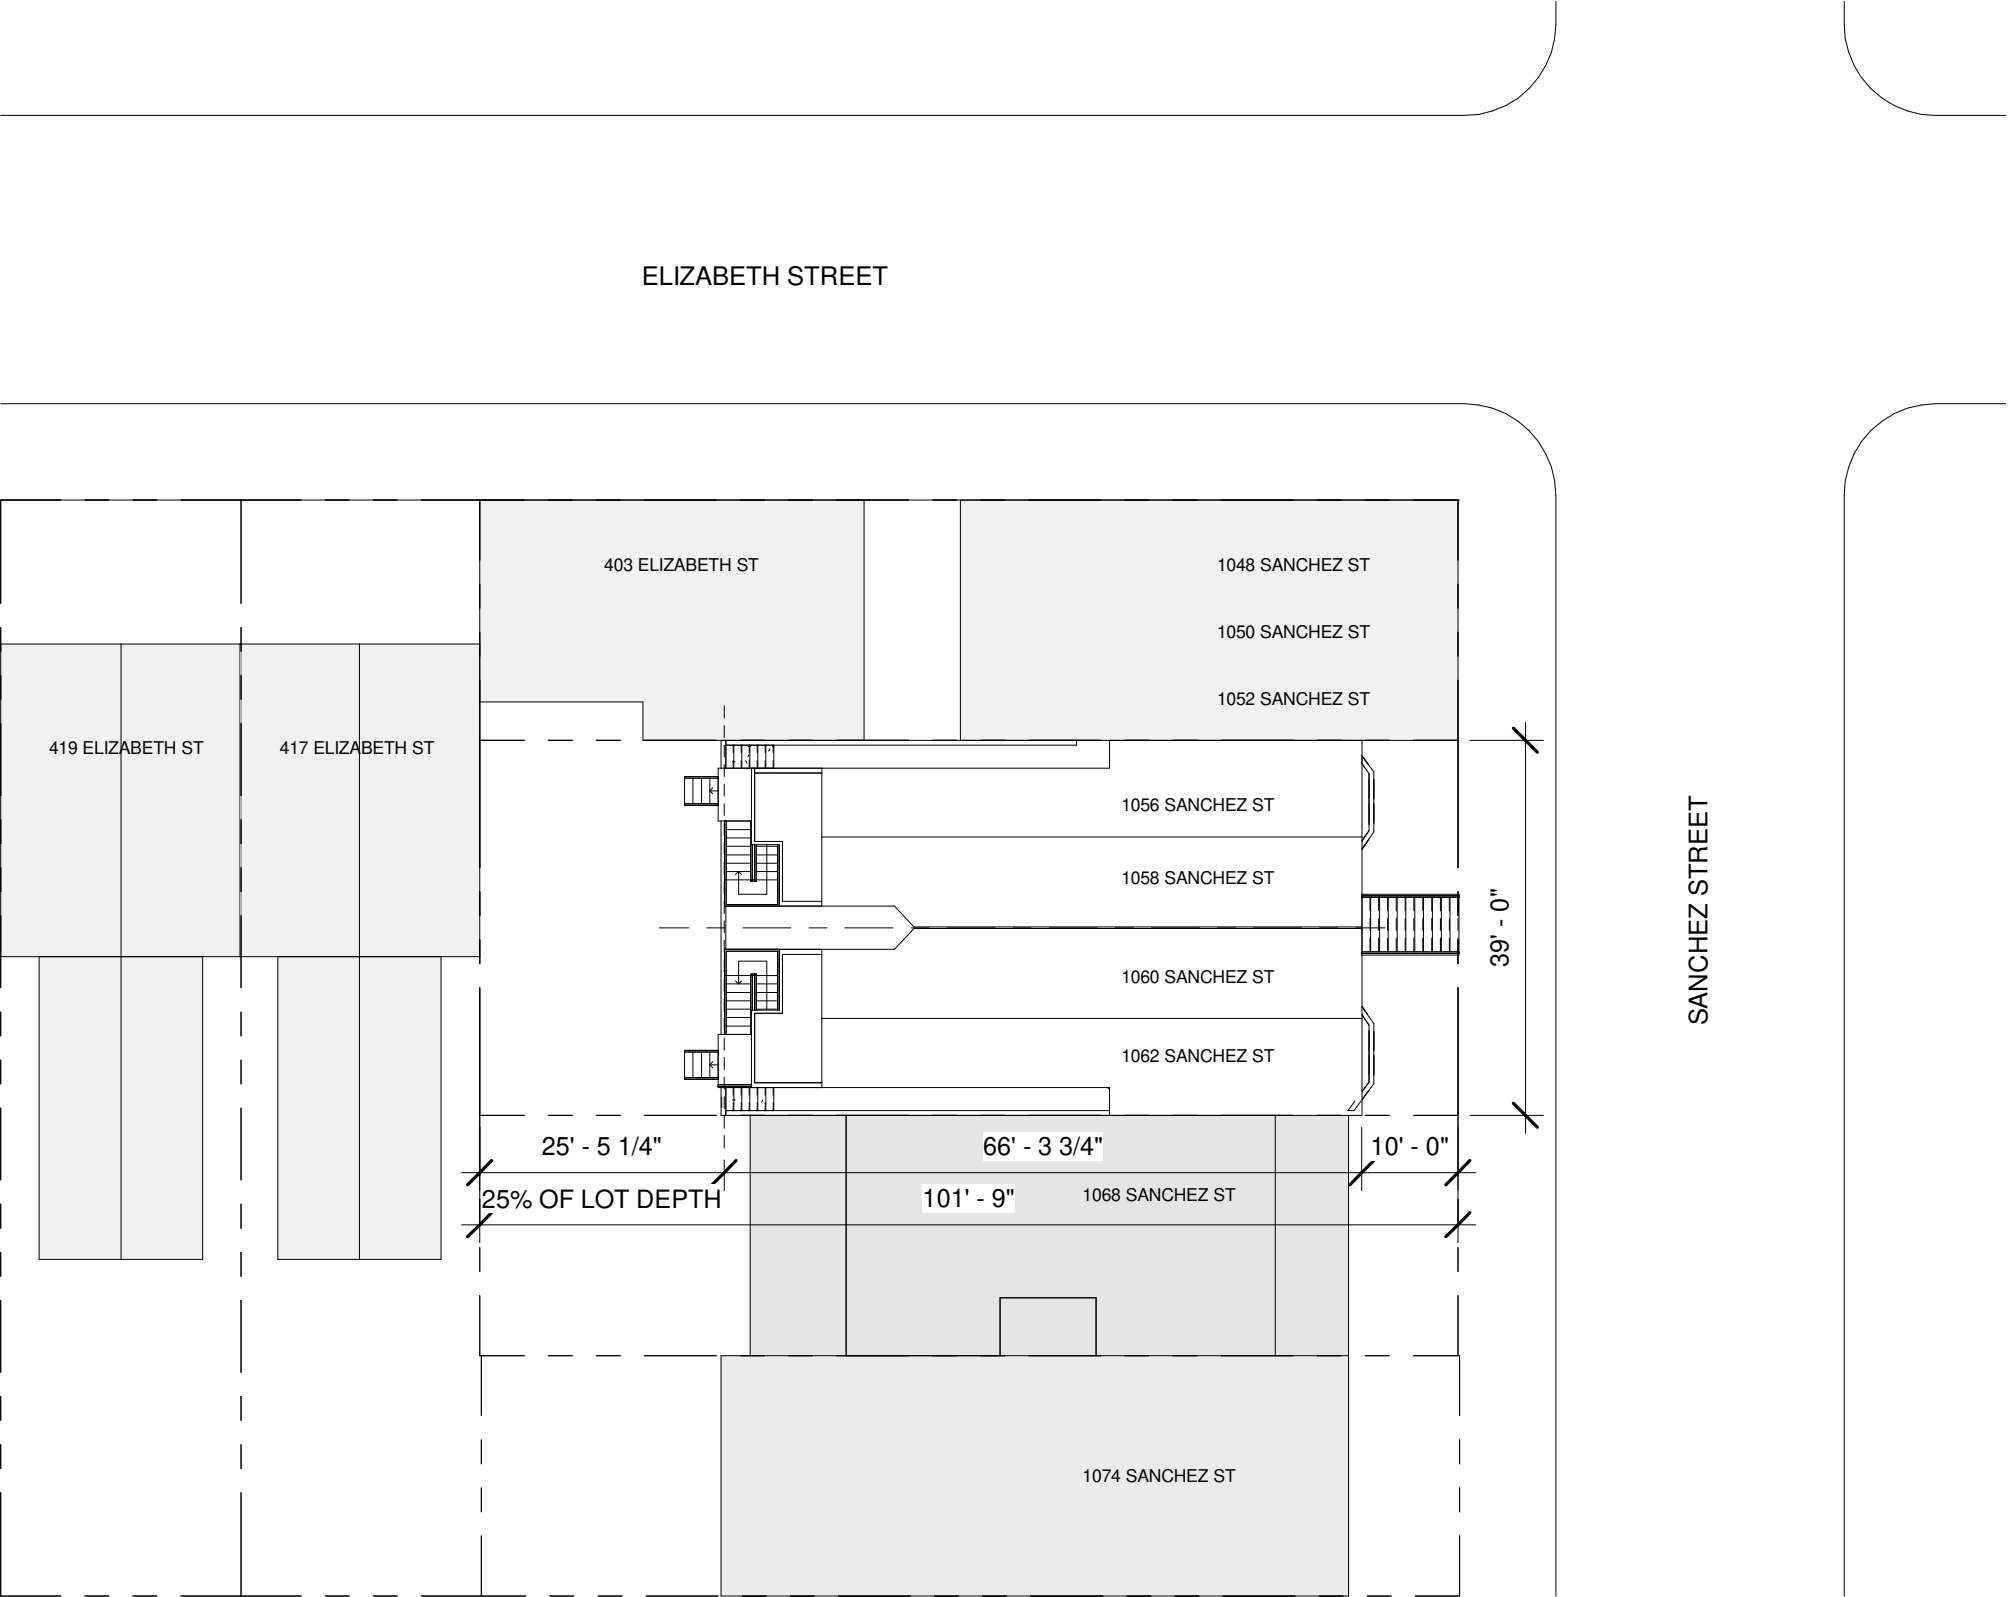 ELIZABETH STREET
403 ELIZABETH ST
1048 SANCHEZ ST
1050 SANCHEZ ST
1052 SANCHEZ ST
419 ELIZABETH ST
417 ELIZABETH ST
1056 SANCHEZ ST
1058 SANCHEZ ST
1060 SANCHEZ ST
1062 SANCHEZ ST
39' - 0"
SANCHEZ STREET
25' - 5 1/4"
66' - 3 3/4"
10' - 0"
25% OF LOT DEPTH
101' - 9"
1068 SANCHEZ ST
1074 SANCHEZ ST